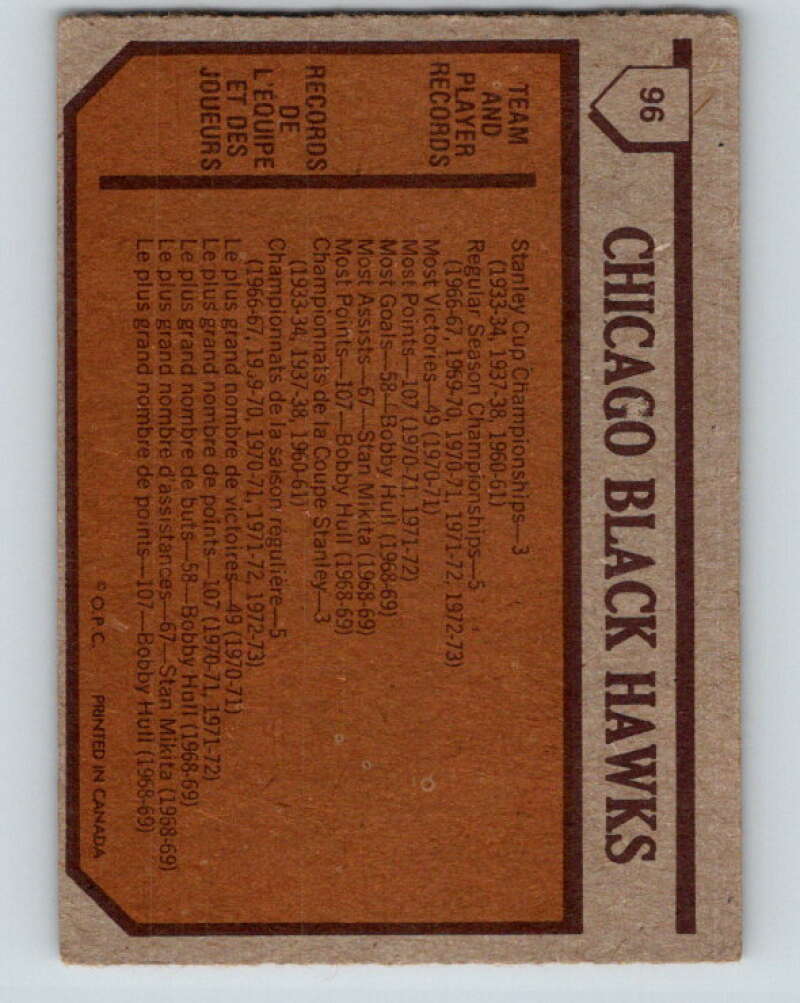 96
CHICAGO BLACK HAWKS
TEAM
AND
PLAYER
RECORDS
Stanley Cup Championships—3
(1933-34, 1937-38, 1960-61)
Regular Season Championships—5
(1966-67, 1969-70, 1970-71, 1971-72, 1972-73)
Most Victories—49 (1970-71)
Most Points—107 (1970-71, 1971-72)
Most Goals—58—Bobby Hull (1968-69)
Most Assists—67—Stan Mikita (1968-69)
Most Points—107—Bobby Hull (1968-69)
RECORDS
DE
L'ÉQUIPE
ET DES
JOUEURS
Championnats de la Coupe Stanley—3
(1933-34, 1937-38, 1960-61)
Championnats de la saison régulière—5
(1966-67, 1969-70, 1970-71, 1971-72, 1972-73)
Le plus grand nombre de victoires—49 (1970-71)
Le plus grand nombre de points—107 (1970-71, 1971-72)
Le plus grand nombre de buts—58—Bobby Hull (1968-69)
Le plus grand nombre d'assistances—67—Stan Mikita (1968-69)
Le plus grand nombre de points—107—Bobby Hull (1968-69)
© O.P.C. PRINTED IN CANADA